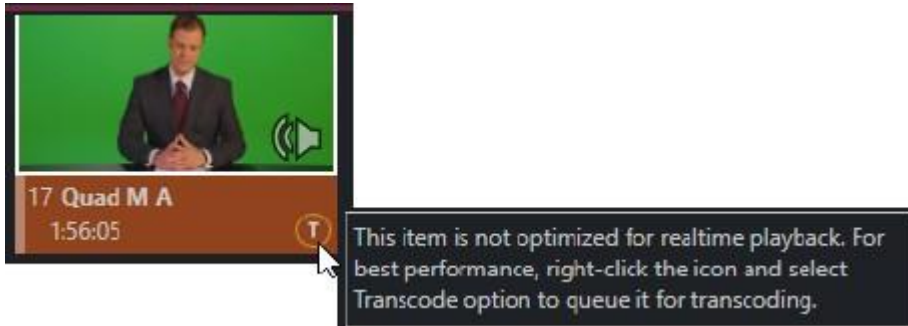 17 Quad M A
1:56:05
T
This item is not optimized for realtime playback. For
best performance, right-click the icon and select
Transcode option to queue it for transcoding.